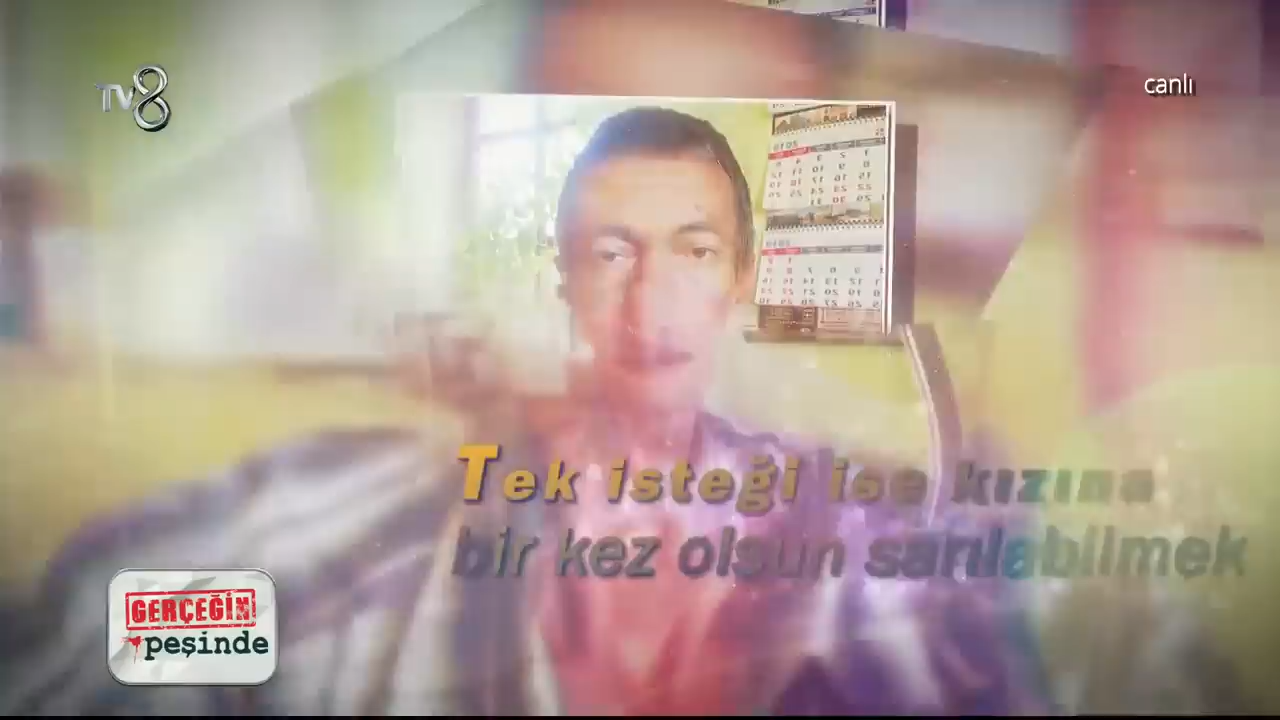 TV8
canlı
Tek isteği ise kızına
bir kez olsun sarılabilmek
GERÇEĞİN
peşinde